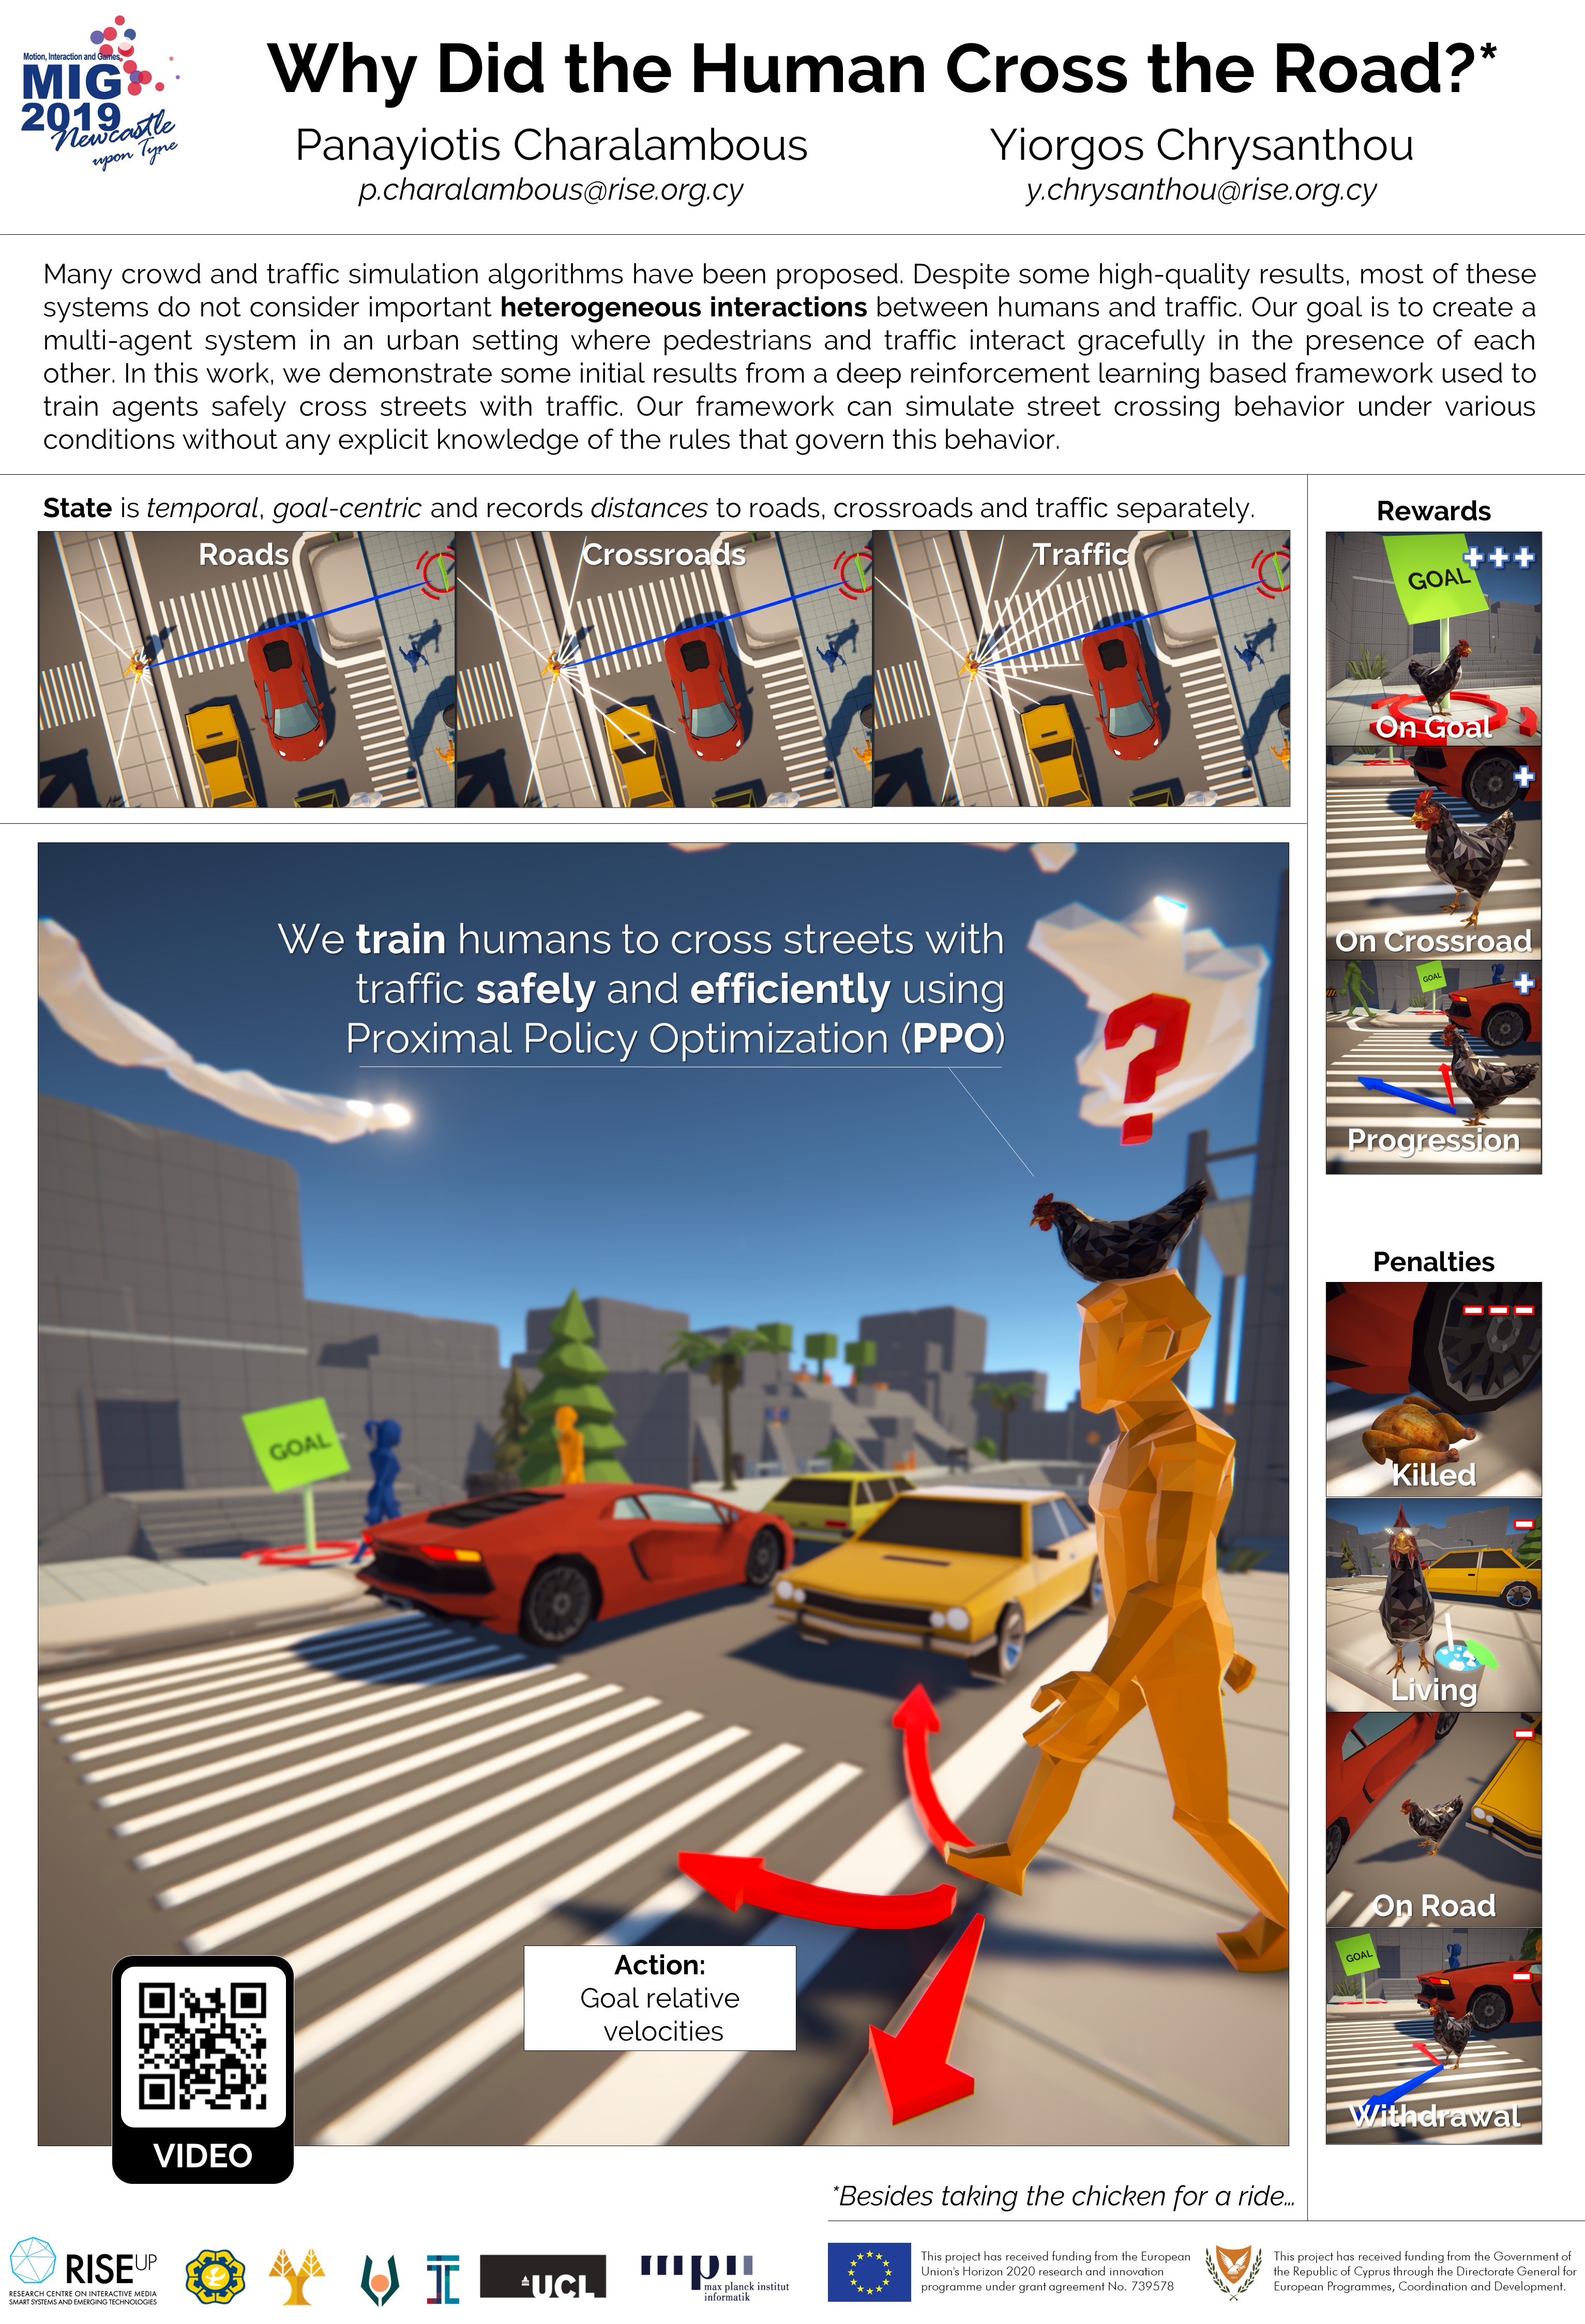 Motion, Interaction and Games
MIG
2019
Newcastle
upon Tyne
Why Did the Human Cross the Road?*
Panayiotis Charalambous
p.charalambous@rise.org.cy
Yiorgos Chrysanthou
y.chrysanthou@rise.org.cy
Many crowd and traffic simulation algorithms have been proposed. Despite some high-quality results, most of these
systems do not consider important heterogeneous interactions between humans and traffic. Our goal is to create a
multi-agent system in an urban setting where pedestrians and traffic interact gracefully in the presence of each
other. In this work, we demonstrate some initial results from a deep reinforcement learning based framework used to
train agents safely cross streets with traffic. Our framework can simulate street crossing behavior under various
conditions without any explicit knowledge of the rules that govern this behavior.
State is temporal, goal-centric and records distances to roads, crossroads and traffic separately.
Roads
Crossroads
Traffic
We train humans to cross streets with
traffic safely and efficiently using
Proximal Policy Optimization (PPO)
?
GOAL
Action:
Goal relative
velocities
VIDEO
*Besides taking the chicken for a ride...
Rewards
GOAL
+++
On Goal
+
On Crossroad
GOAL
+
Progression
Penalties
---
Killed
-
Living
-
On Road
GOAL
-
Withdrawal
RISE UP
RESEARCH CENTRE ON INTERACTIVE MEDIA
SMART SYSTEMS AND EMERGING TECHNOLOGIES
UCL
max planck institut
informatik
This project has received funding from the European
Union's Horizon 2020 research and innovation
programme under grant agreement No. 739578
This project has received funding from the Government of
the Republic of Cyprus through the Directorate General for
European Programmes, Coordination and Development.